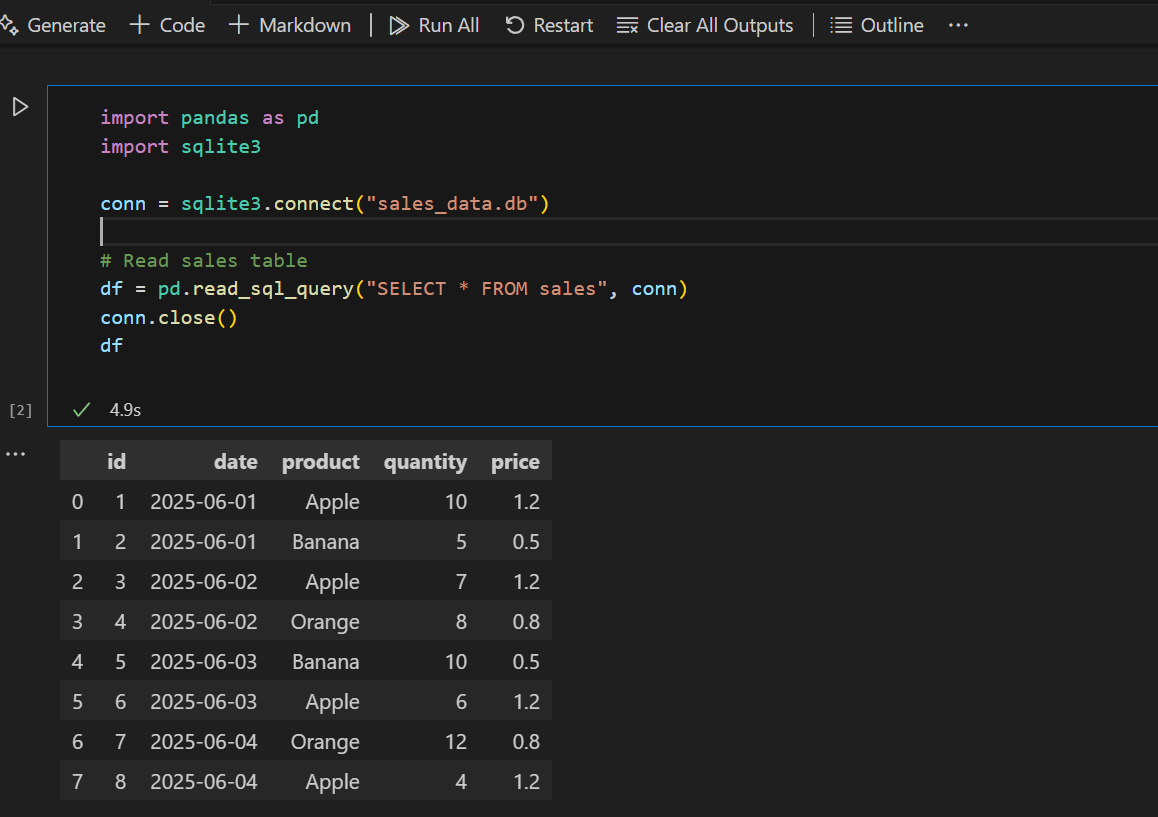 Generate + Code + Markdown | Run All Restart Clear All Outputs | Outline ...
import pandas as pd
import sqlite3
conn = sqlite3.connect("sales_data.db")
# Read sales table
df = pd.read_sql_query("SELECT * FROM sales", conn)
conn.close()
df
[2] ✓ 4.9s
...
id date product quantity price
0 1 2025-06-01 Apple 10 1.2
1 2 2025-06-01 Banana 5 0.5
2 3 2025-06-02 Apple 7 1.2
3 4 2025-06-02 Orange 8 0.8
4 5 2025-06-03 Banana 10 0.5
5 6 2025-06-03 Apple 6 1.2
6 7 2025-06-04 Orange 12 0.8
7 8 2025-06-04 Apple 4 1.2